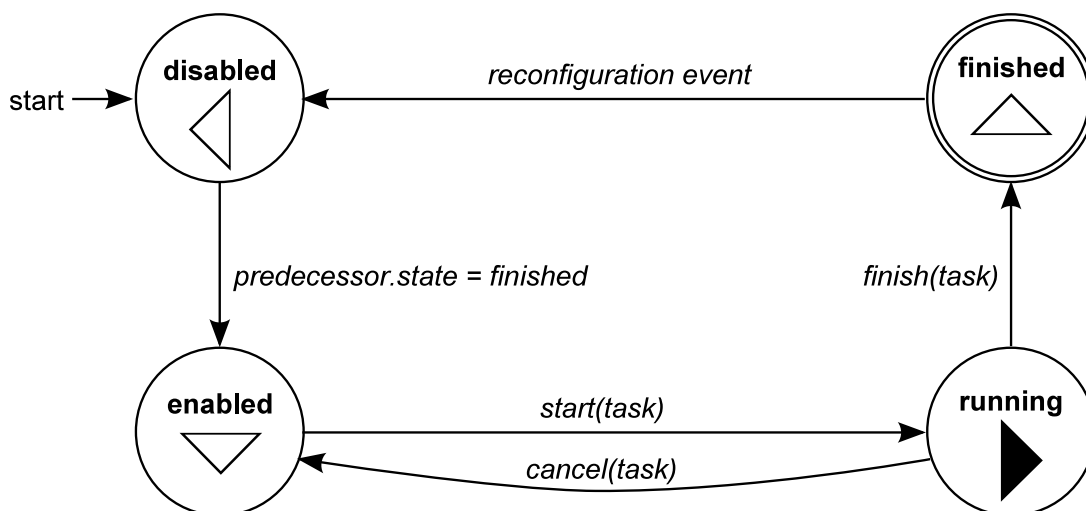 disabled
finished
reconfiguration event
start
predecessor.state = finished
finish(task)
enabled
running
start(task)
cancel(task)